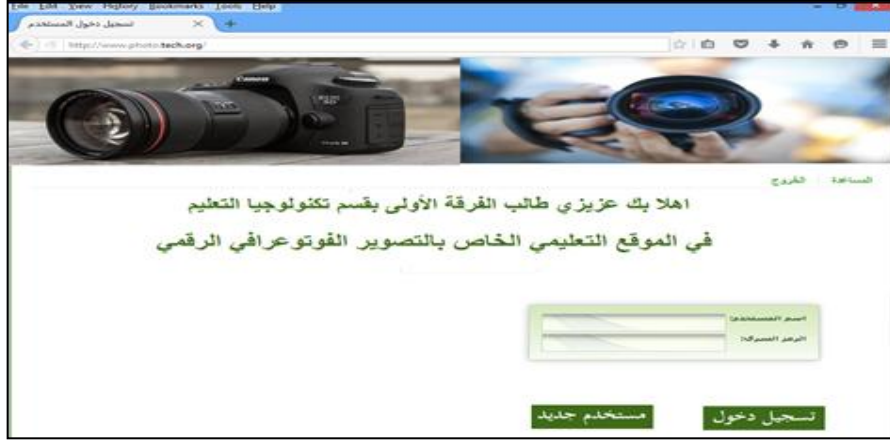 File Edit View History Bookmarks Tools Help
تسجيل دخول المستخدم × +
http://www.photo.tech.org/
Canon
المساعدة الخروج
اهلا بك عزيزي طالب الفرقة الأولى بقسم تكنولوجيا التعليم
في الموقع التعليمي الخاص بالتصوير الفوتوعرافي الرقمي
اسم المستخدم:
الرمز السري:
تسجيل دخول مستخدم جديد